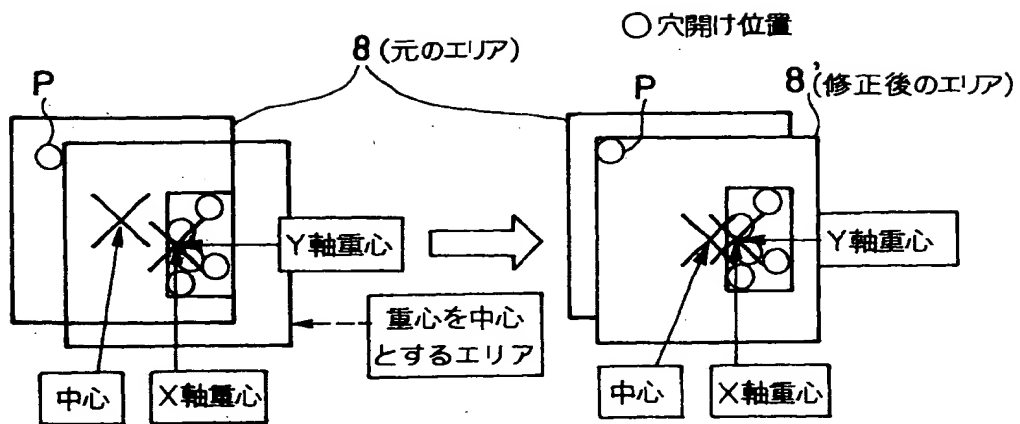 ○穴開け位置
8(元のエリア)
P
P
8'(修正後のエリア)
Y軸重心
Y軸重心
重心を中心
とするエリア
中心
X軸重心
中心
X軸重心